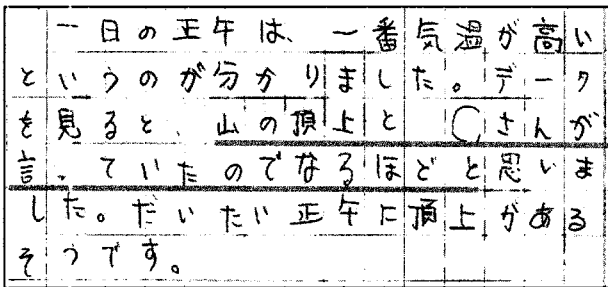 一日の正午は、一番気温が高い
というのが分かりました。データ
を見ると、山の頂上と Cさんが
言っていたのでなるほどと思いま
した。だいたい正午に頂上がある
そうです。